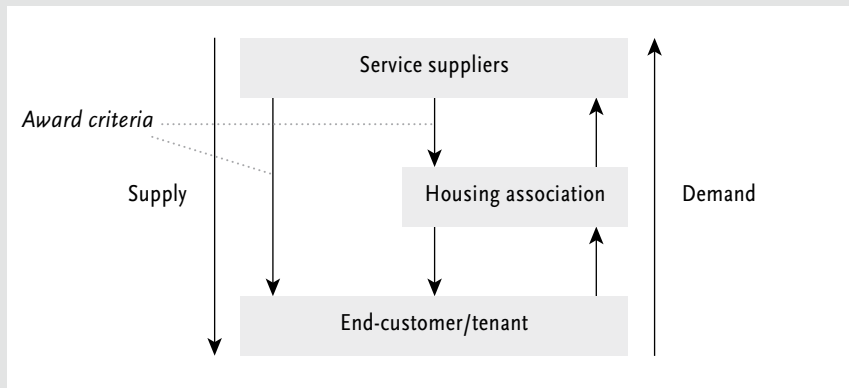 Service suppliers
Award criteria
Supply
Housing association
Demand
End-customer/tenant